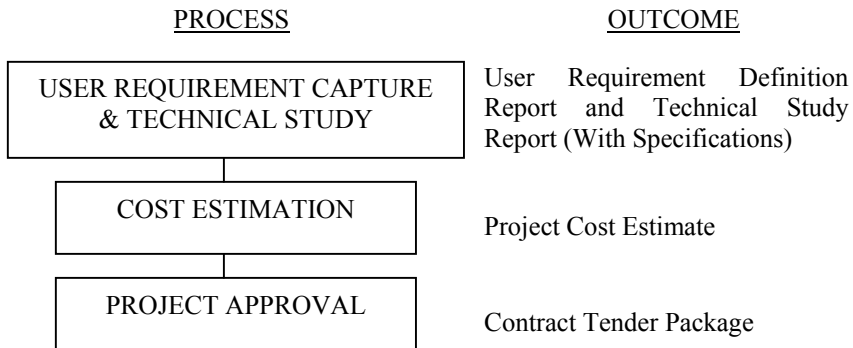 PROCESS OUTCOME
USER REQUIREMENT CAPTURE
& TECHNICAL STUDY
User Requirement Definition
Report and Technical Study
Report (With Specifications)
COST ESTIMATION
Project Cost Estimate
PROJECT APPROVAL
Contract Tender Package